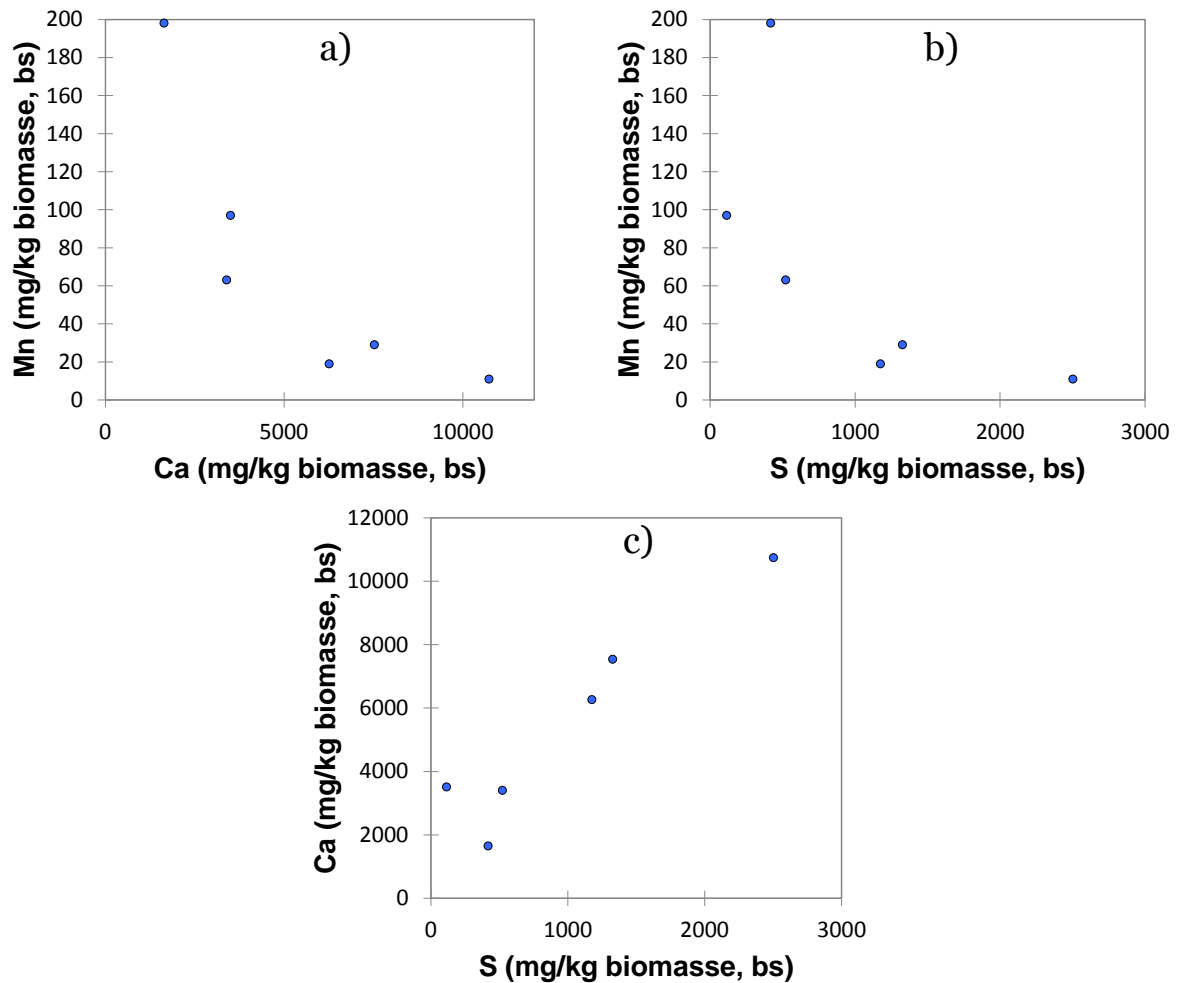 a)
200
180
160
140
120
100
80
60
40
20
0
Mn (mg/kg biomasse, bs)
0 5000 10000
Ca (mg/kg biomasse, bs)
b)
200
180
160
140
120
100
80
60
40
20
0
Mn (mg/kg biomasse, bs)
0 1000 2000 3000
S (mg/kg biomasse, bs)
c)
12000
10000
8000
6000
4000
2000
0
Ca (mg/kg biomasse, bs)
0 1000 2000 3000
S (mg/kg biomasse, bs)